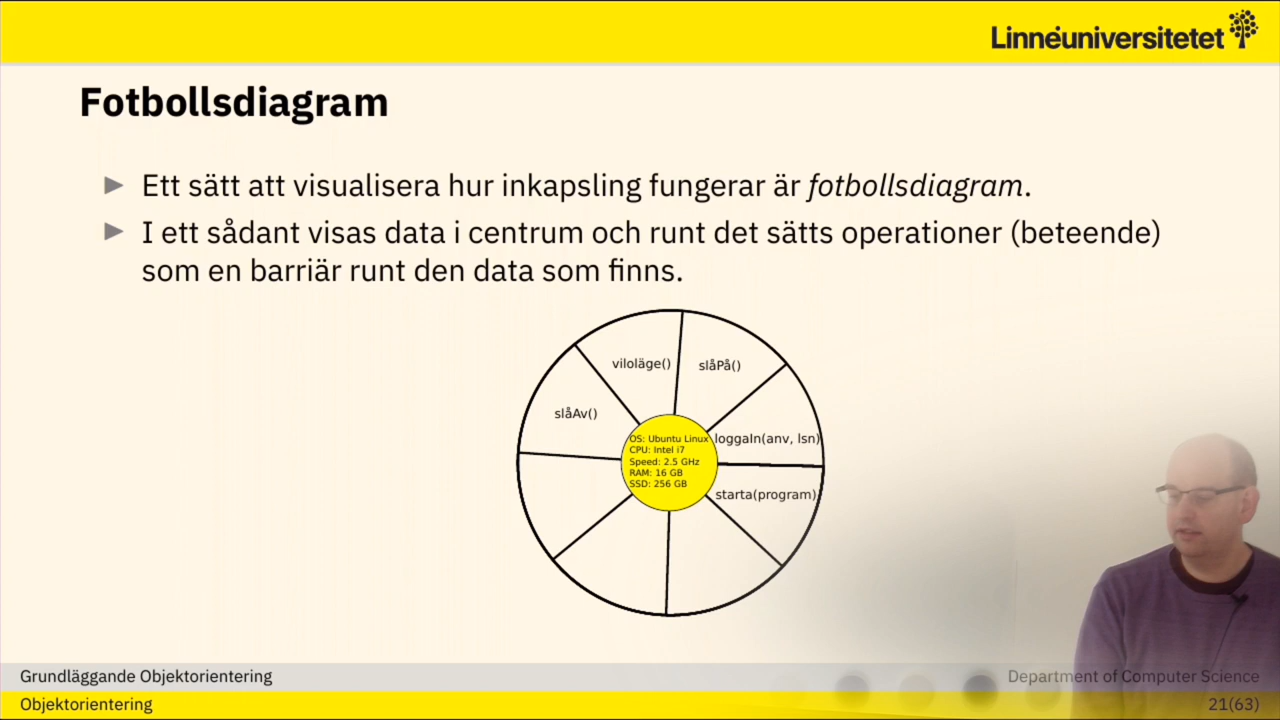 Linnéuniversitetet
Fotbollsdiagram
Ett sätt att visualisera hur inkapsling fungerar är fotbollsdiagram.
I ett sådant visas data i centrum och runt det sätts operationer (beteende)
som en barriär runt den data som finns.
viloläge()
slåPå()
slåAv()
loggaIn(anv, lsn)
OS: Ubuntu Linux
CPU: Intel i7
Speed: 2.5 GHz
RAM: 16 GB
SSD: 256 GB
starta(program)
Grundläggande Objektorientering
Department of Computer Science
Objektorientering
21(63)